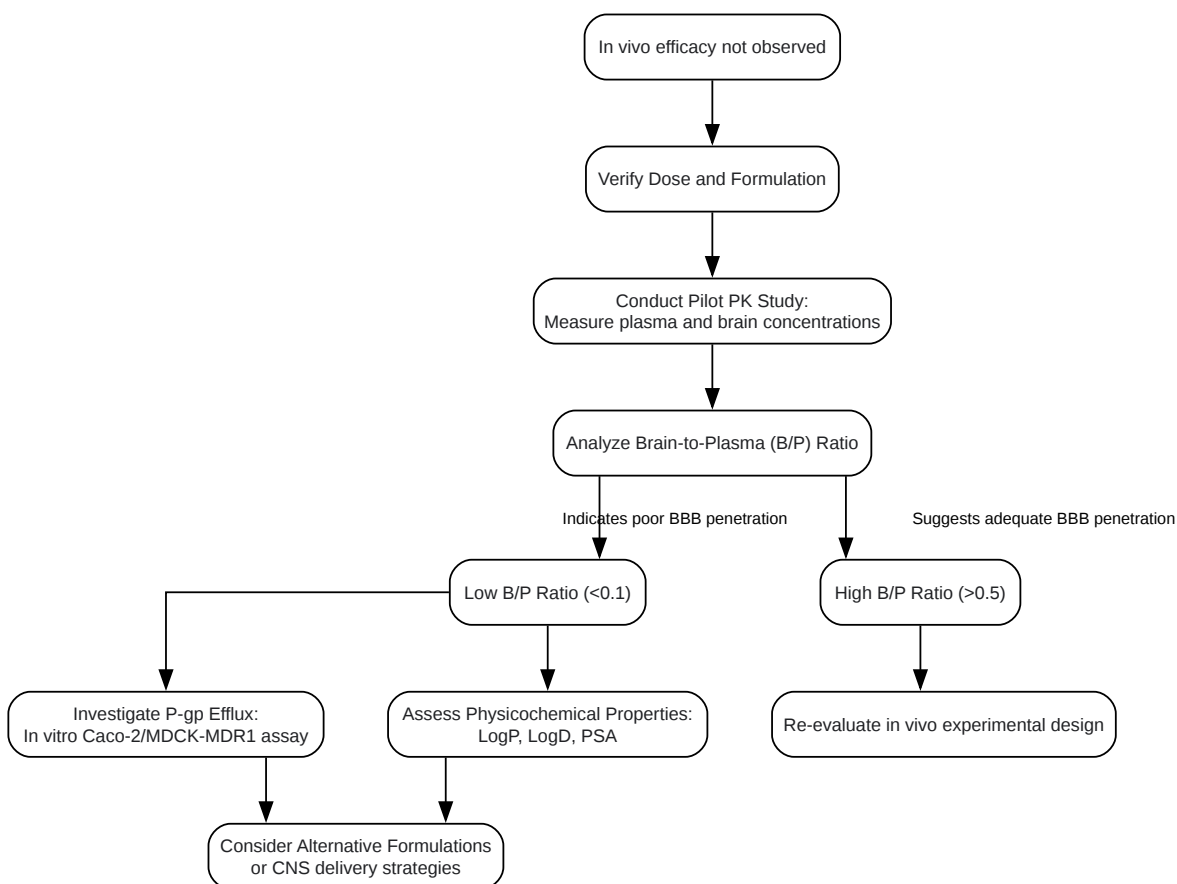 In vivo efficacy not observed
Verify Dose and Formulation
Conduct Pilot PK Study:
Measure plasma and brain concentrations
Analyze Brain-to-Plasma (B/P) Ratio
Indicates poor BBB penetration
Suggests adequate BBB penetration
Low B/P Ratio (<0.1)
High B/P Ratio (>0.5)
Investigate P-gp Efflux:
In vitro Caco-2/MDCK-MDR1 assay
Assess Physicochemical Properties:
LogP, LogD, PSA
Re-evaluate in vivo experimental design
Consider Alternative Formulations
or CNS delivery strategies